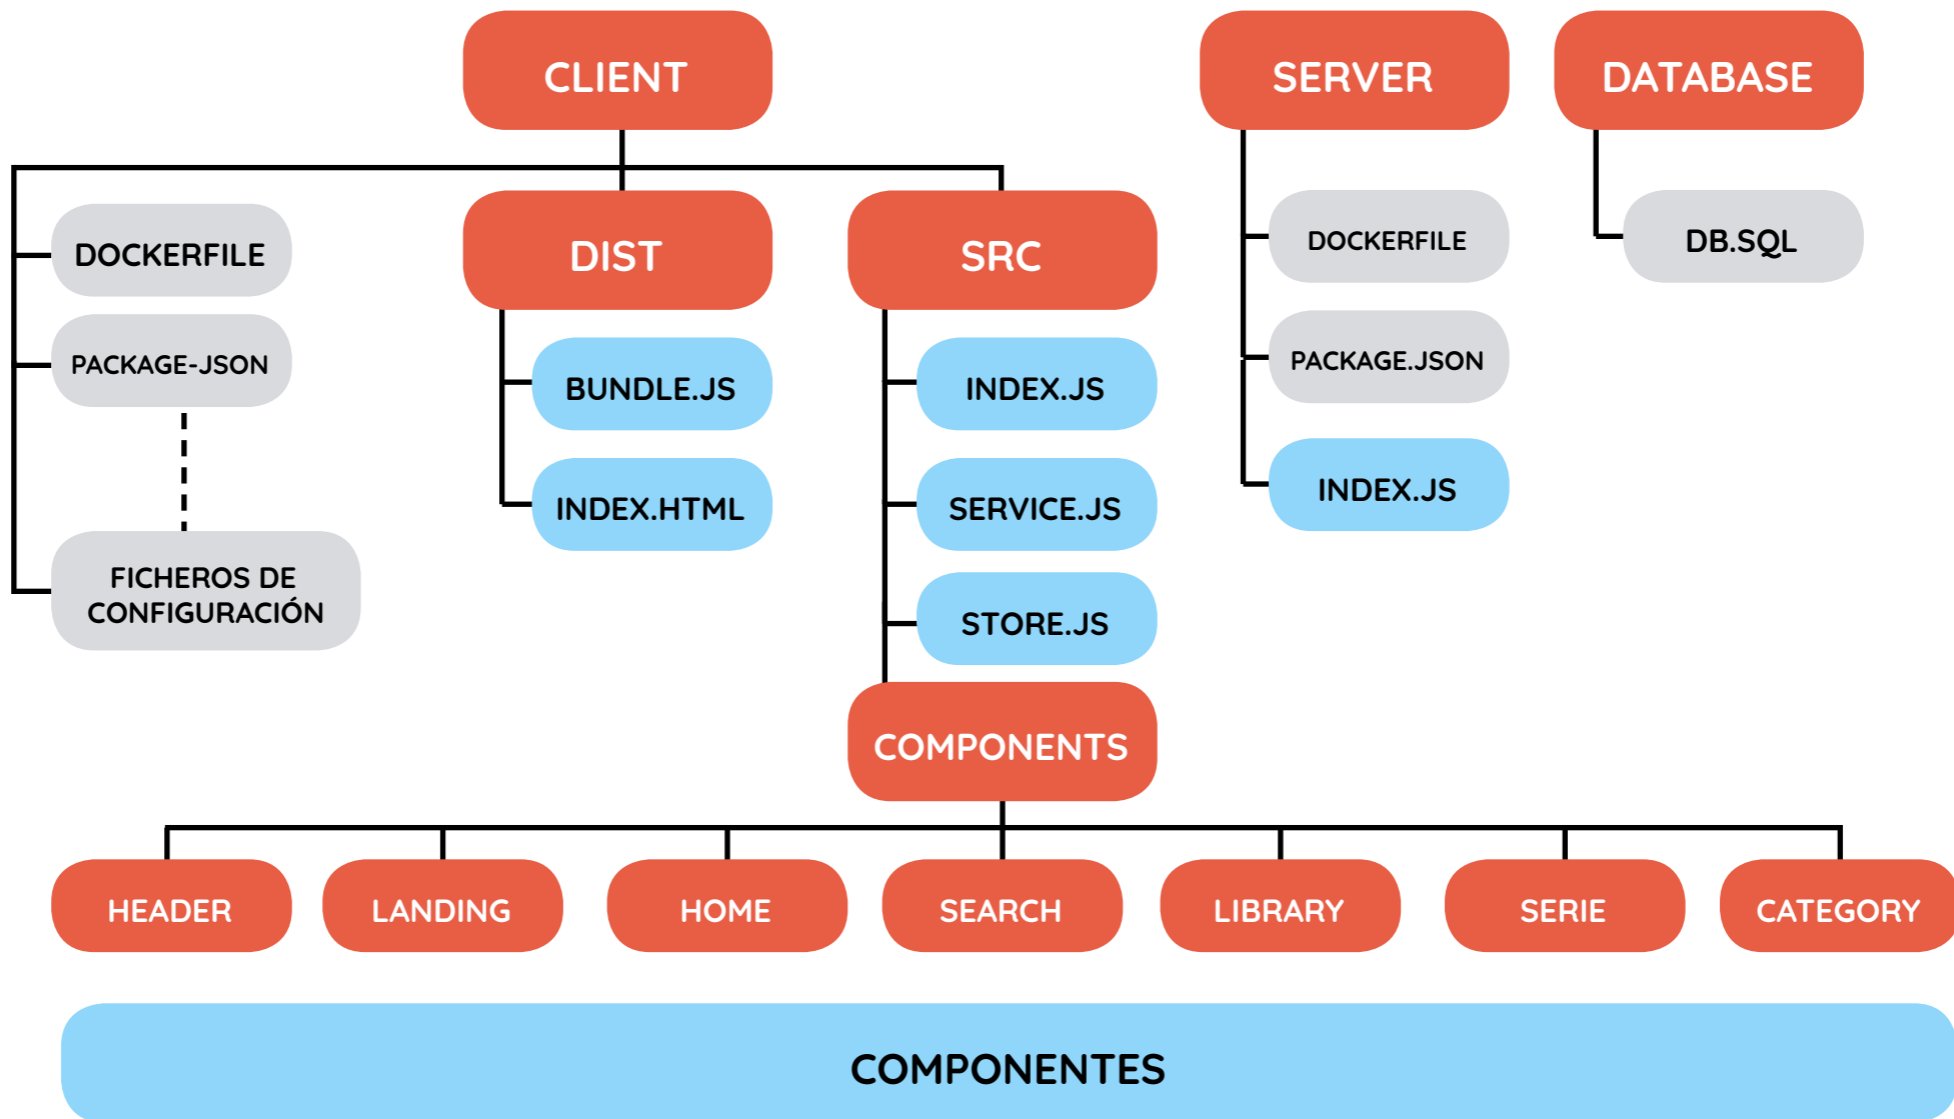 CLIENT
SERVER
DATABASE
DOCKERFILE
PACKAGE-JSON
FICHEROS DE
CONFIGURACIÓN
DIST
BUNDLE.JS
INDEX.HTML
SRC
INDEX.JS
SERVICE.JS
STORE.JS
DOCKERFILE
PACKAGE.JSON
INDEX.JS
DB.SQL
COMPONENTS
HEADER
LANDING
HOME
SEARCH
LIBRARY
SERIE
CATEGORY
COMPONENTES